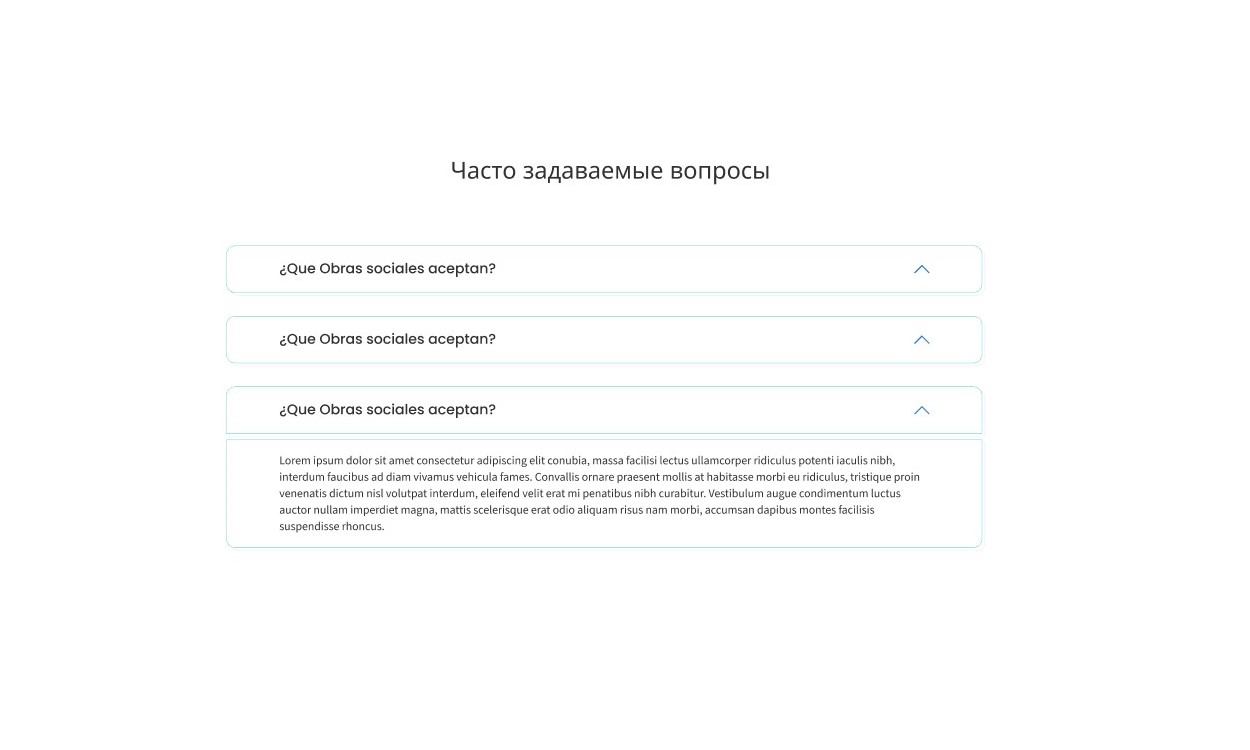 Часто задаваемые вопросы
¿Que Obras sociales aceptan?
¿Que Obras sociales aceptan?
¿Que Obras sociales aceptan?
Lorem ipsum dolor sit amet consectetur adipiscing elit conubia, massa facilisi lectus ullamcorper ridiculus potenti iaculis nibh,
interdum faucibus ad diam vivamus vehicula fames. Convallis ornare praesent mollis at habitasse morbi eu ridiculus, tristique proin
venenatis dictum nisl volutpat interdum, eleifend velit erat mi penatibus nibh curabitur. Vestibulum augue condimentum luctus
auctor nullam imperdiet magna, mattis scelerisque erat odio aliquam risus nam morbi, accumsan dapibus montes facilisis
suspendisse rhoncus.